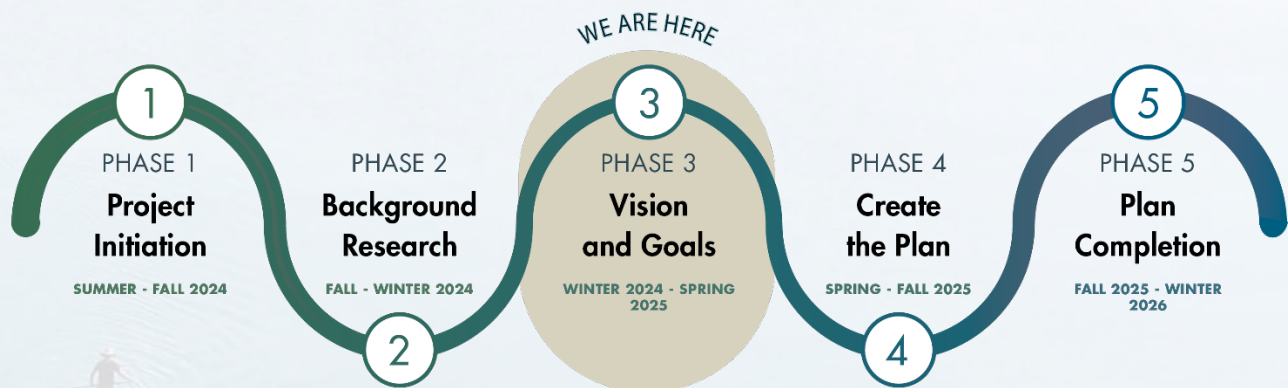 WE ARE HERE
1
PHASE 1
Project
Initiation
SUMMER - FALL 2024
PHASE 2
Background
Research
FALL - WINTER 2024
2
3
PHASE 3
Vision
and Goals
WINTER 2024 - SPRING
2025
PHASE 4
Create
the Plan
SPRING - FALL 2025
4
5
PHASE 5
Plan
Completion
FALL 2025 - WINTER
2026